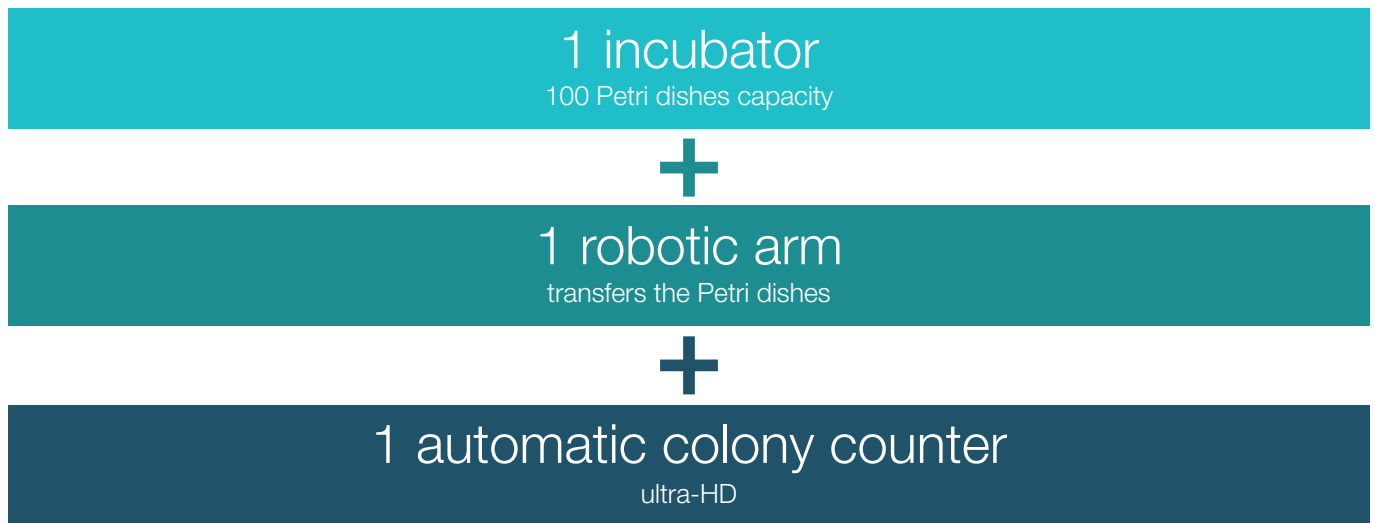 1 incubator
100 Petri dishes capacity
+
1 robotic arm
transfers the Petri dishes
+
1 automatic colony counter
ultra-HD